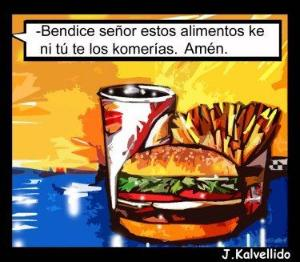 -Bendice señor estos alimentos ke
ni tú te los komerías. Amén.
J.Kalvellido